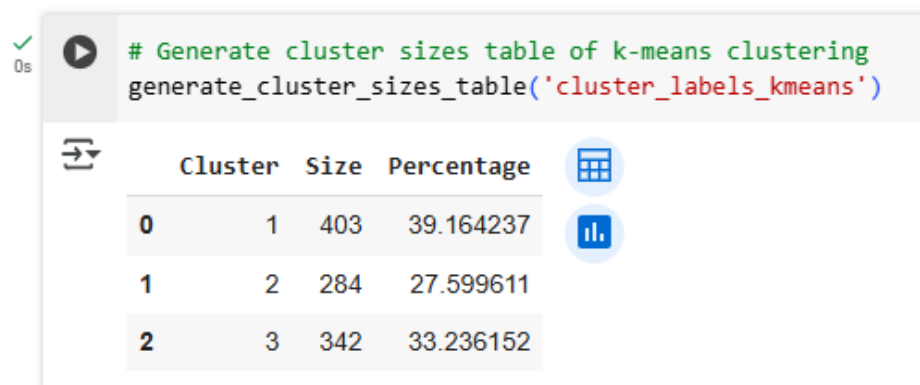 # Generate cluster sizes table of k-means clustering
0s
generate_cluster_sizes_table('cluster_labels_kmeans')
Cluster Size Percentage
0 1 403 39.164237
1 2 284 27.599611
2 3 342 33.236152